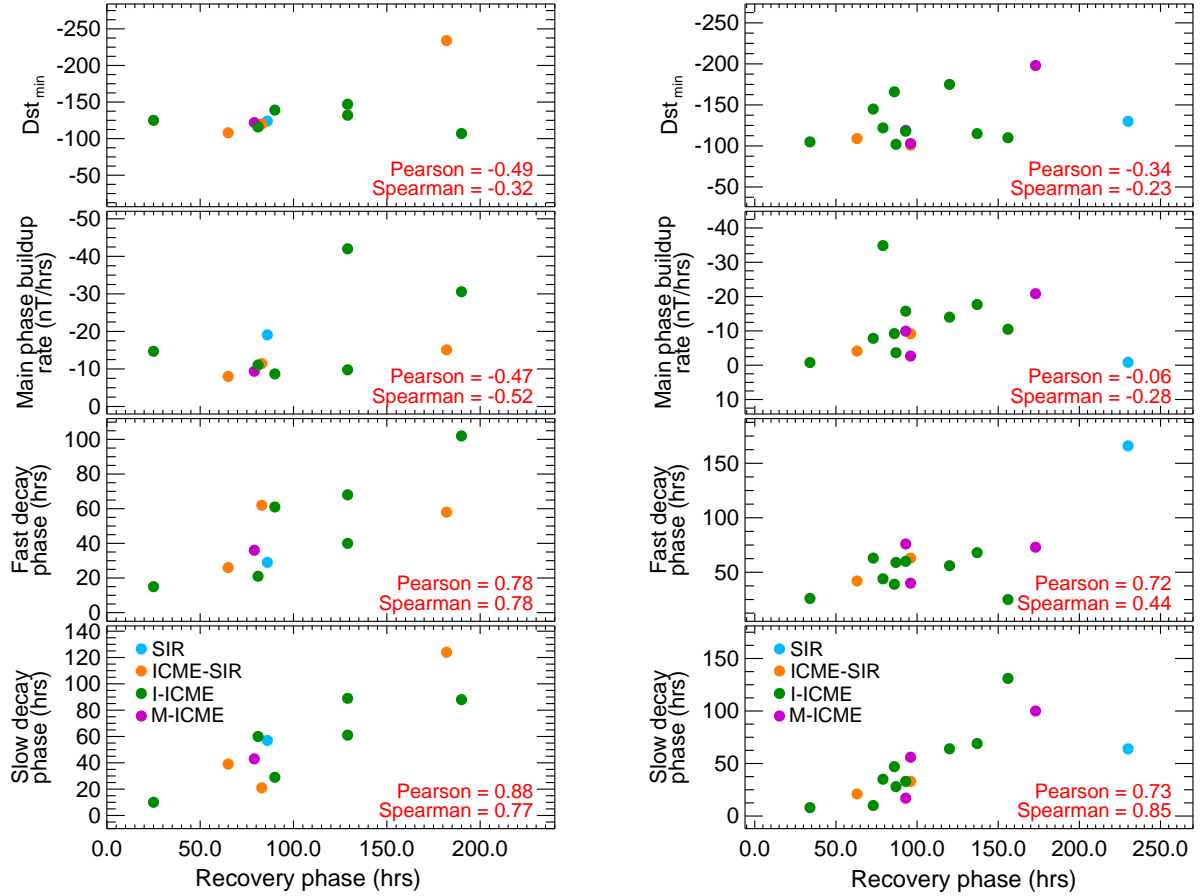 -250
-200
-150
-100
-50
Dst_min
Pearson = -0.49
Spearman = -0.32
-50
-40
-30
-20
-10
0
Main phase buildup
rate (nT/hrs)
Pearson = -0.47
Spearman = -0.52
100
80
60
40
20
0
Fast decay
phase (hrs)
Pearson = 0.78
Spearman = 0.78
140
120
100
80
60
40
20
0
Slow decay
phase (hrs)
SIR
ICME-SIR
I-ICME
M-ICME
Pearson = 0.88
Spearman = 0.77
0.0 50.0 100.0 150.0 200.0
Recovery phase (hrs)
-250
-200
-150
-100
-50
Dst_min
Pearson = -0.34
Spearman = -0.23
-40
-30
-20
-10
0
10
Main phase buildup
rate (nT/hrs)
Pearson = -0.06
Spearman = -0.28
150
100
50
Fast decay
phase (hrs)
Pearson = 0.72
Spearman = 0.44
150
100
50
0
Slow decay
phase (hrs)
SIR
ICME-SIR
I-ICME
M-ICME
Pearson = 0.73
Spearman = 0.85
0.0 50.0 100.0 150.0 200.0 250.0
Recovery phase (hrs)